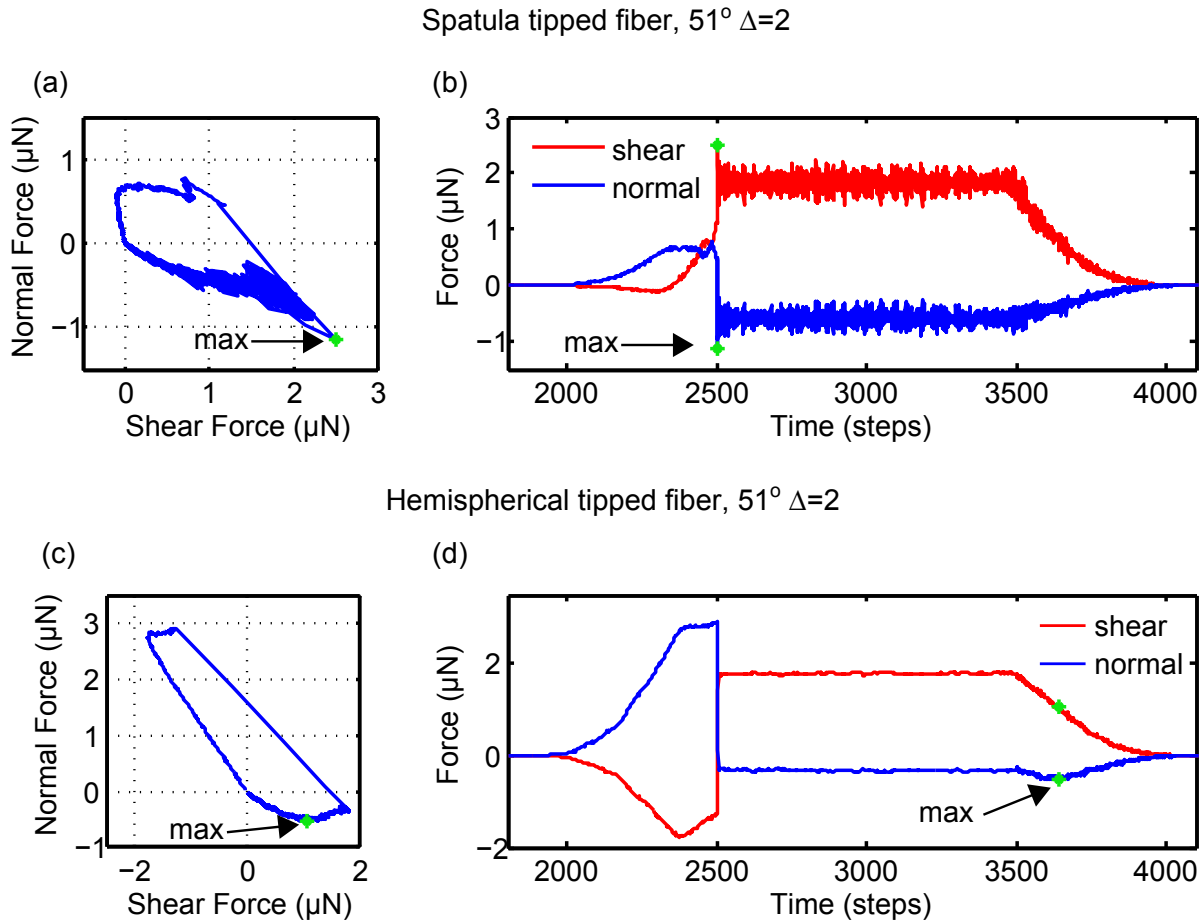 Spatula tipped fiber, 51° Δ=2
(a)
(b)
Normal Force (µN)
1
0
−1
max
0
1
2
3
Shear Force (µN)
Force (µN)
3
2
1
0
−1
shear
normal
max
2000
2500
3000
3500
4000
Time (steps)
Hemispherical tipped fiber, 51° Δ=2
(c)
(d)
Normal Force (µN)
3
2
1
0
−1
max
−2
0
2
Shear Force (µN)
Force (µN)
2
0
−2
shear
normal
max
2000
2500
3000
3500
4000
Time (steps)